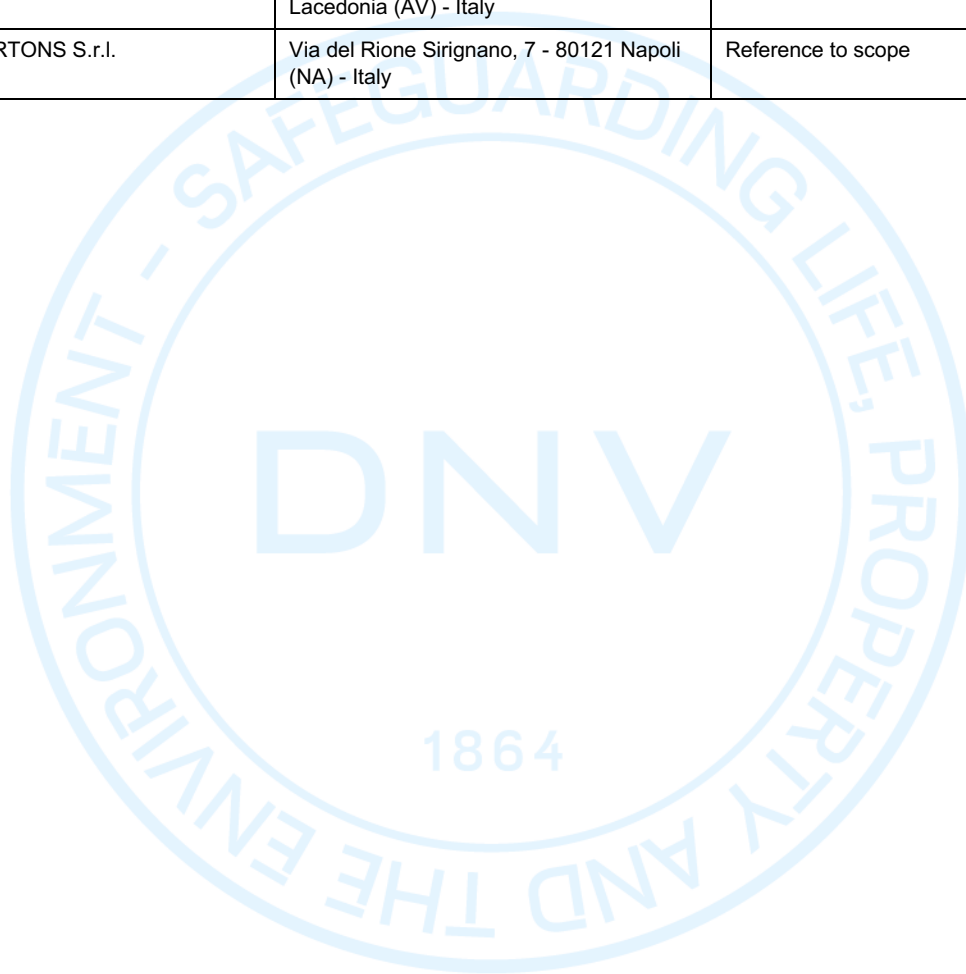 Lacedonia (AV) - Italy
RTONS S.r.l.
Via del Rione Sirignano, 7 - 80121 Napoli
(NA) - Italy
Reference to scope
SAFEGUARDING LIFE, PROPERTY AND THE ENVIRONMENT -
DNV
1864